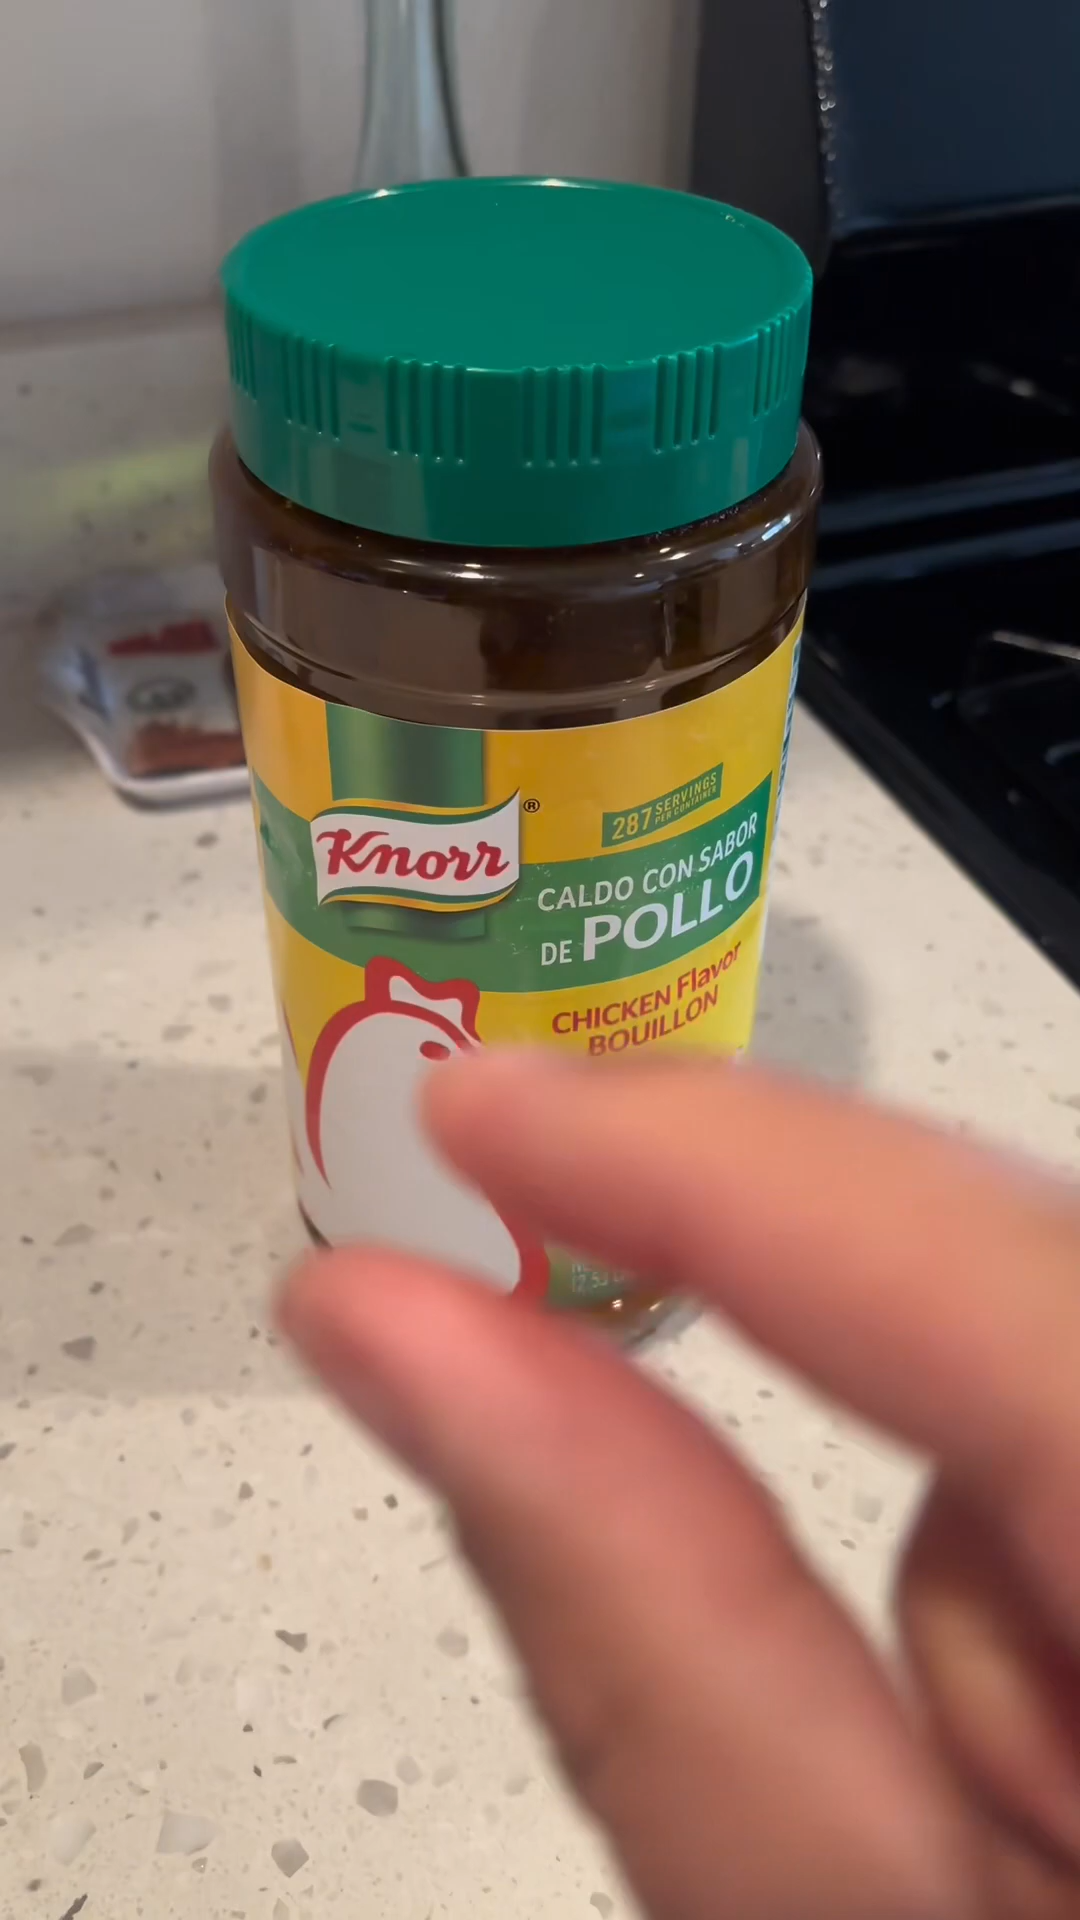 Knorr®
287 SERVINGS
PER CONTAINER
CALDO CON SABOR
DE POLLO
CHICKEN Flavor
BOUILLON